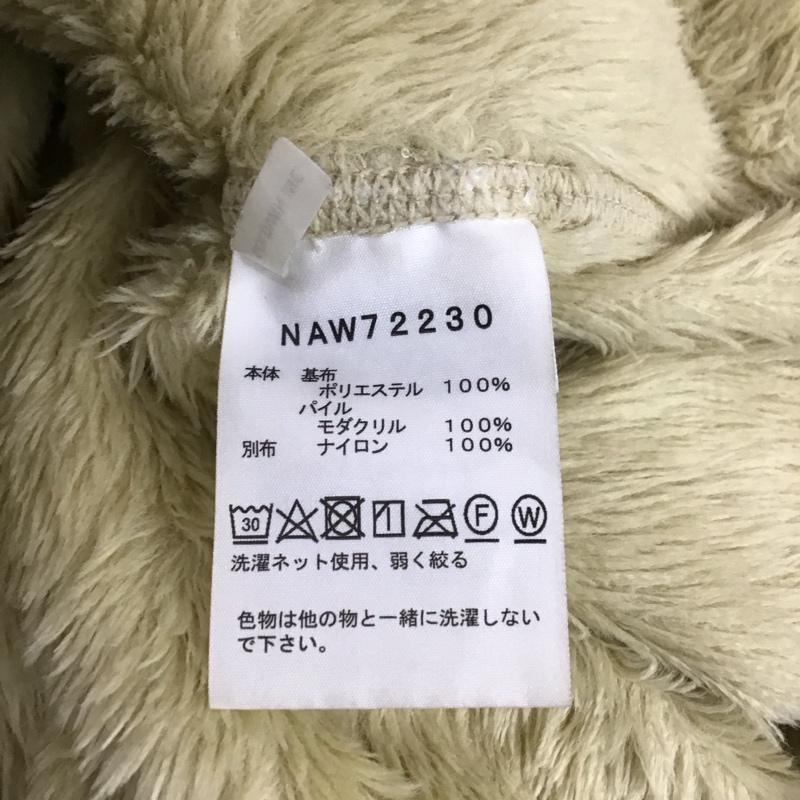 NAW72230
本体 基布
ポリエステル 100%
パイル
モダクリル 100%
別布 ナイロン 100%
30 F W
洗濯ネット使用、弱く絞る
色物は他の物と一緒に洗濯しない
で下さい。